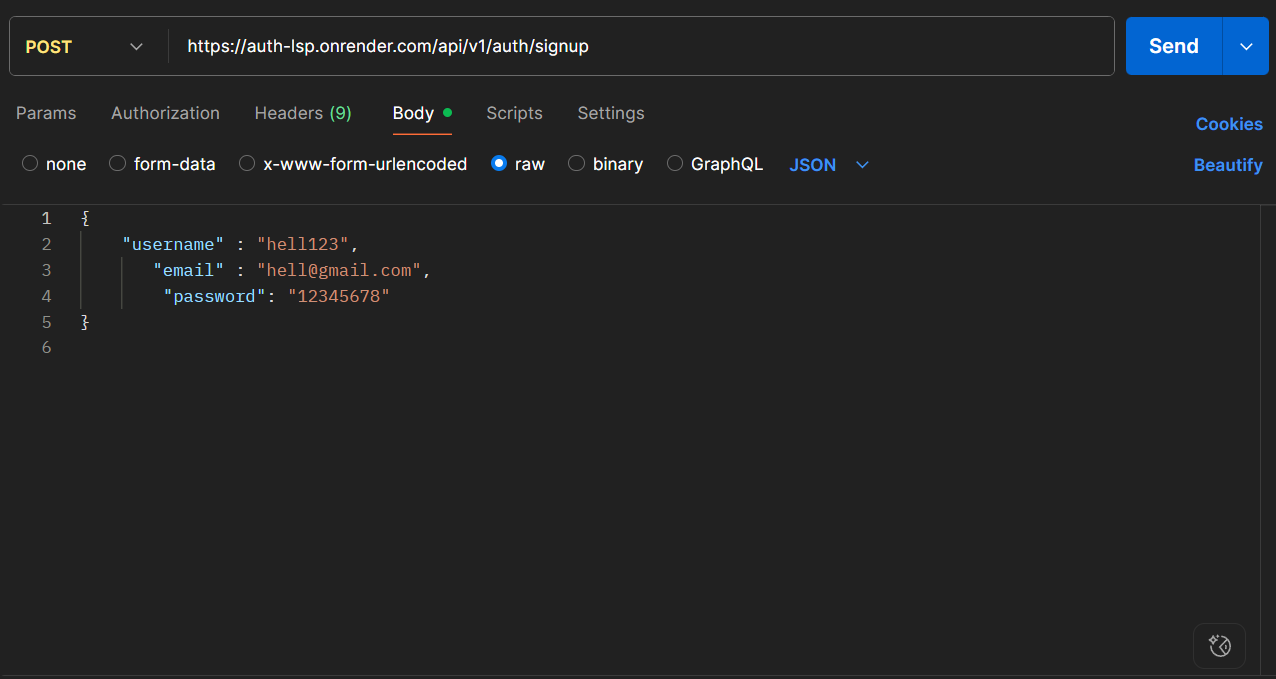 POST https://auth-lsp.onrender.com/api/v1/auth/signup Send
Params Authorization Headers (9) Body Scripts Settings Cookies
none form-data x-www-form-urlencoded raw binary GraphQL JSON Beautify
1 {
2 "username" : "hell123",
3 "email" : "hell@gmail.com",
4 "password": "12345678"
5 }
6